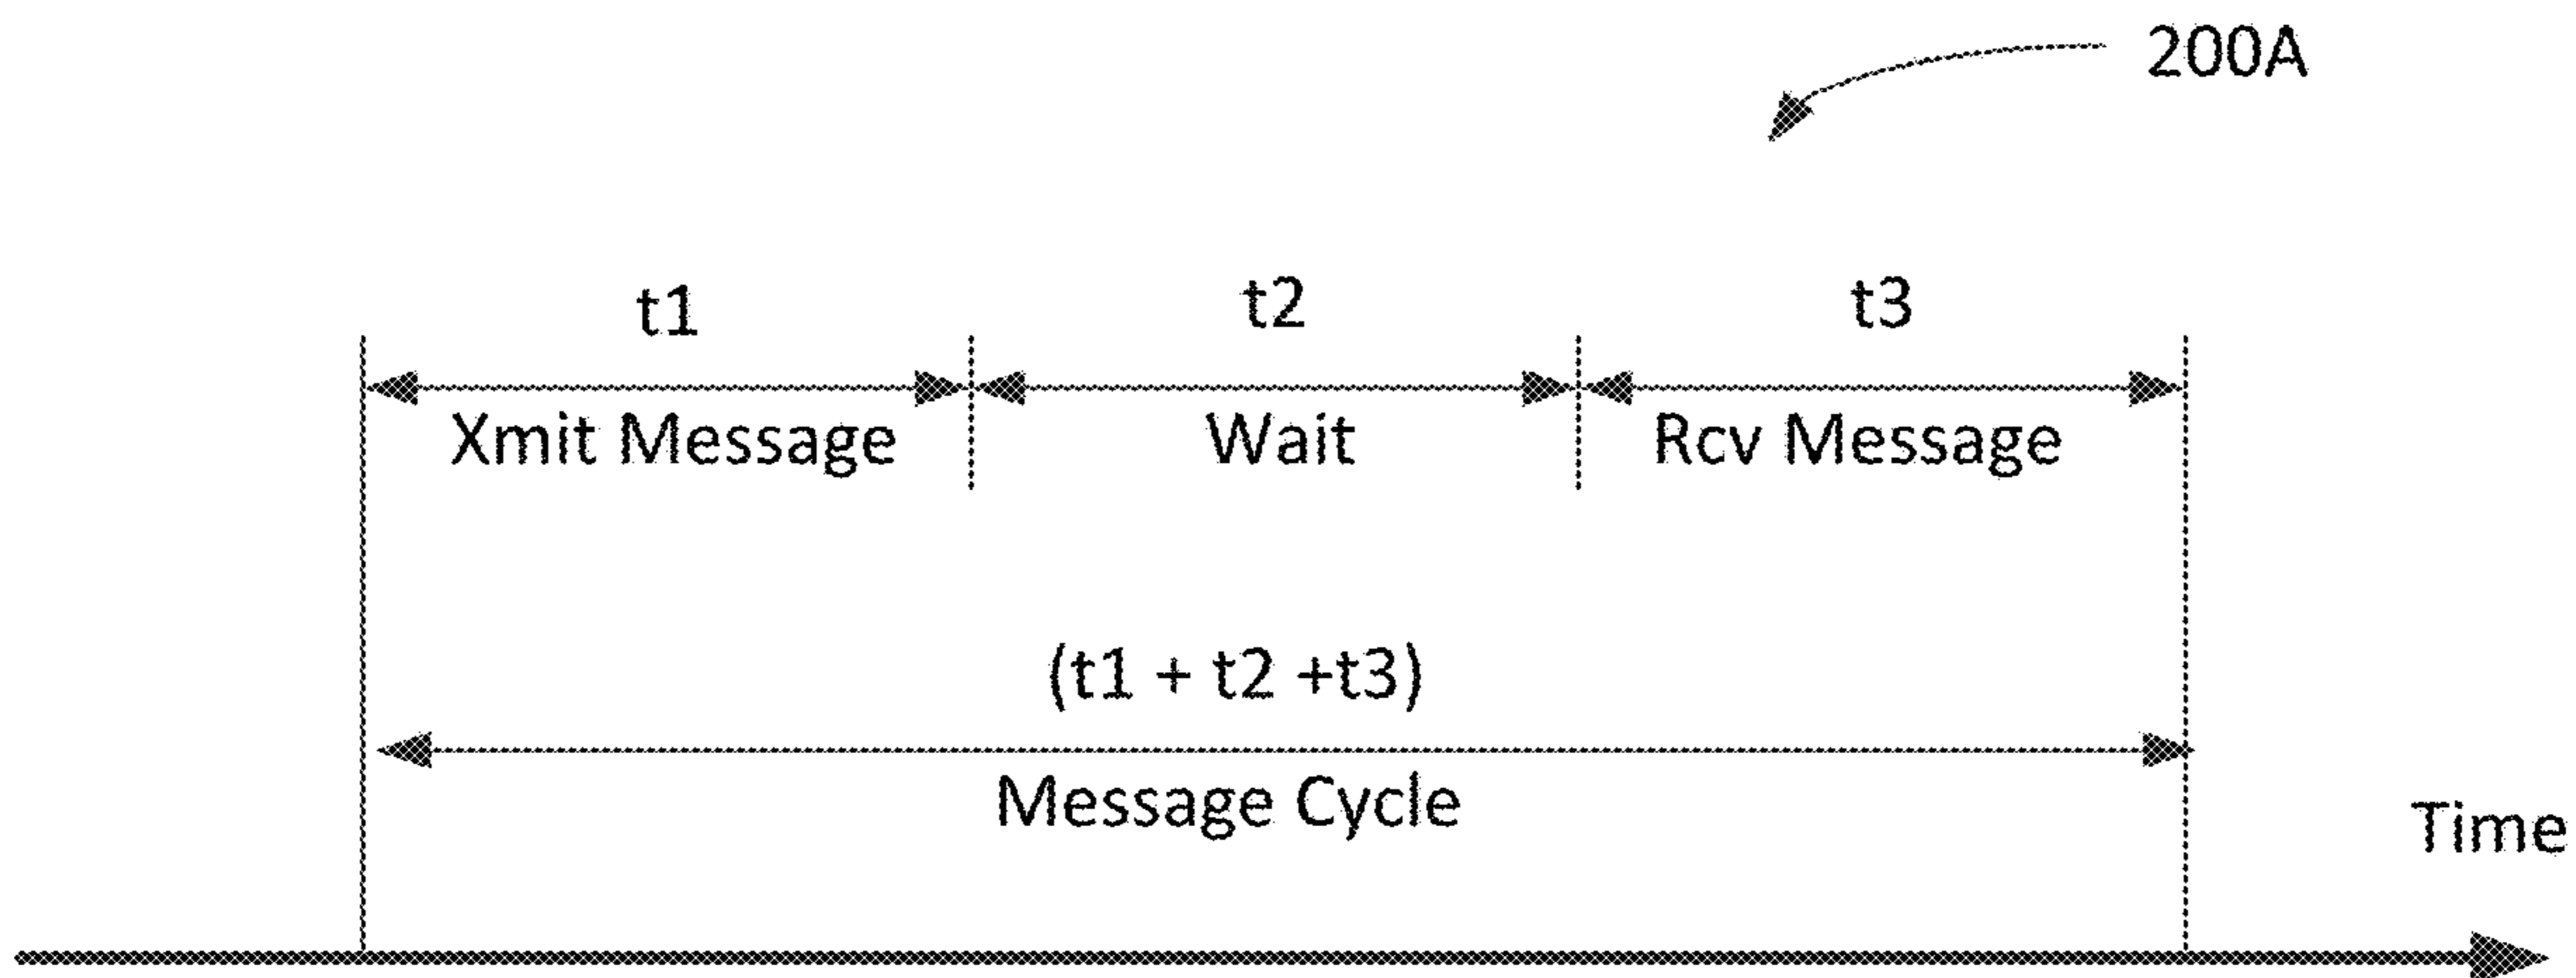 200A
t1
t2
t3
Xmit Message
Wait
Rcv Message
(t1 + t2 +t3)
Message Cycle
Time